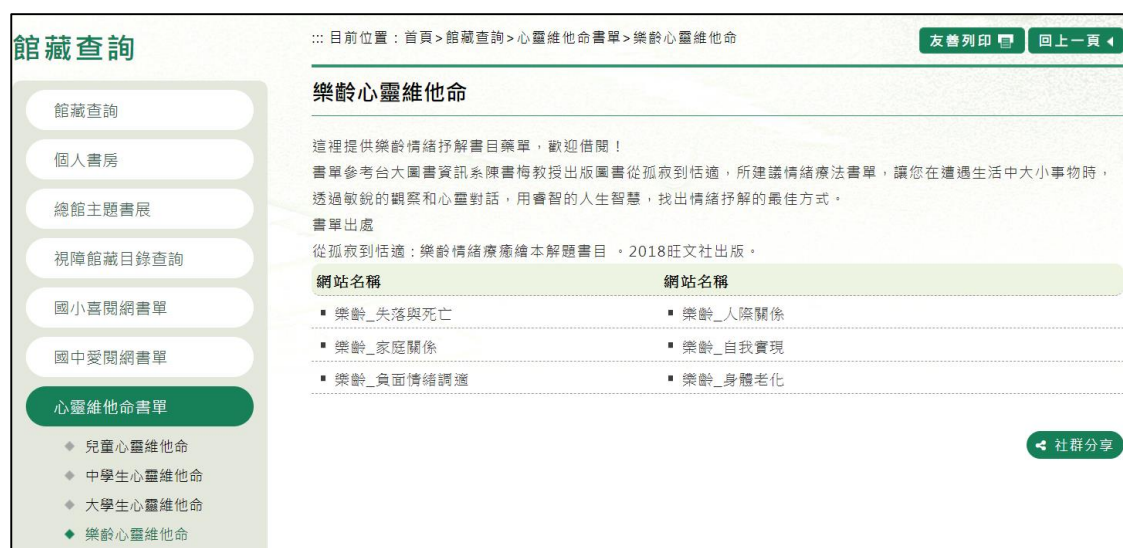 館藏查詢
館藏查詢
個人書房
總館主題書展
視障館藏目錄查詢
國小喜閱網書單
國中愛閱網書單
心靈維他命書單
兒童心靈維他命
中學生心靈維他命
大學生心靈維他命
樂齡心靈維他命
::: 目前位置：首頁>館藏查詢>心靈維他命書單>樂齡心靈維他命
友善列印
回上一頁
樂齡心靈維他命
這裡提供樂齡情緒抒解書目藥單，歡迎借閱！
書單參考台大圖書資訊系陳書梅教授出版圖書從孤寂到恬適，所建議情緒療法書單，讓您在遭遇生活中大小事物時，
透過敏銳的觀察和心靈對話，用睿智的人生智慧，找出情緒抒解的最佳方式。
書單出處
從孤寂到恬適：樂齡情緒療癒繪本解題書目 。2018旺文社出版。
網站名稱 網站名稱
樂齡_失落與死亡 樂齡_人際關係
樂齡_家庭關係 樂齡_自我實現
樂齡_負面情緒調適 樂齡_身體老化
社群分享